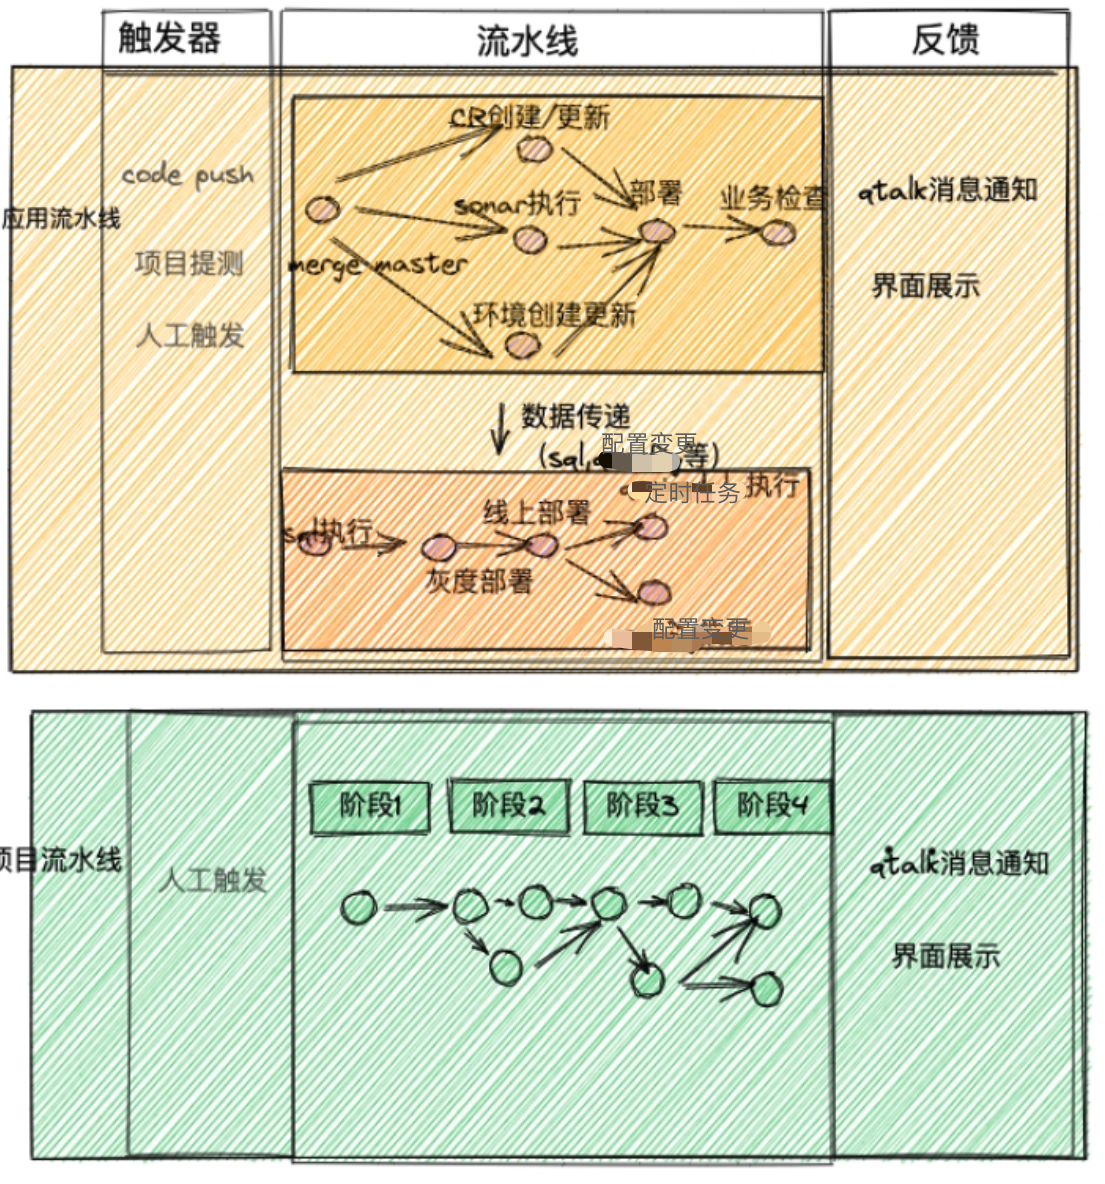 触发器
流水线
反馈
应用流水线
code push
项目提测
人工触发
CR创建/更新
sonar执行
merge master
环境创建更新
部署
业务检查
qtalk消息通知
界面展示
数据传递
(sql,
配置变更
等)
sql执行
灰度部署
线上部署
定时任务
执行
配置变更
项目流水线
人工触发
阶段1
阶段2
阶段3
阶段4
qtalk消息通知
界面展示